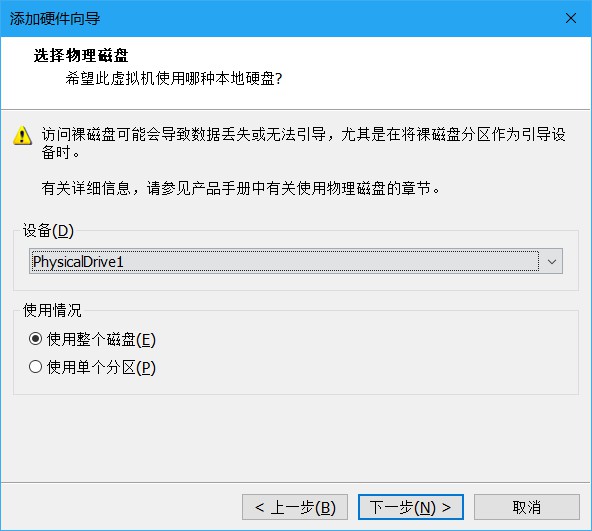 添加硬件向导
选择物理磁盘
希望此虚拟机使用哪种本地硬盘?
访问裸磁盘可能会导致数据丢失或无法引导，尤其是在将裸磁盘分区作为引导设
备时。
有关详细信息，请参见产品手册中有关使用物理磁盘的章节。
设备(D)
PhysicalDrive1
使用情况
使用整个磁盘(E)
使用单个分区(P)
< 上一步(B)
下一步(N) >
取消